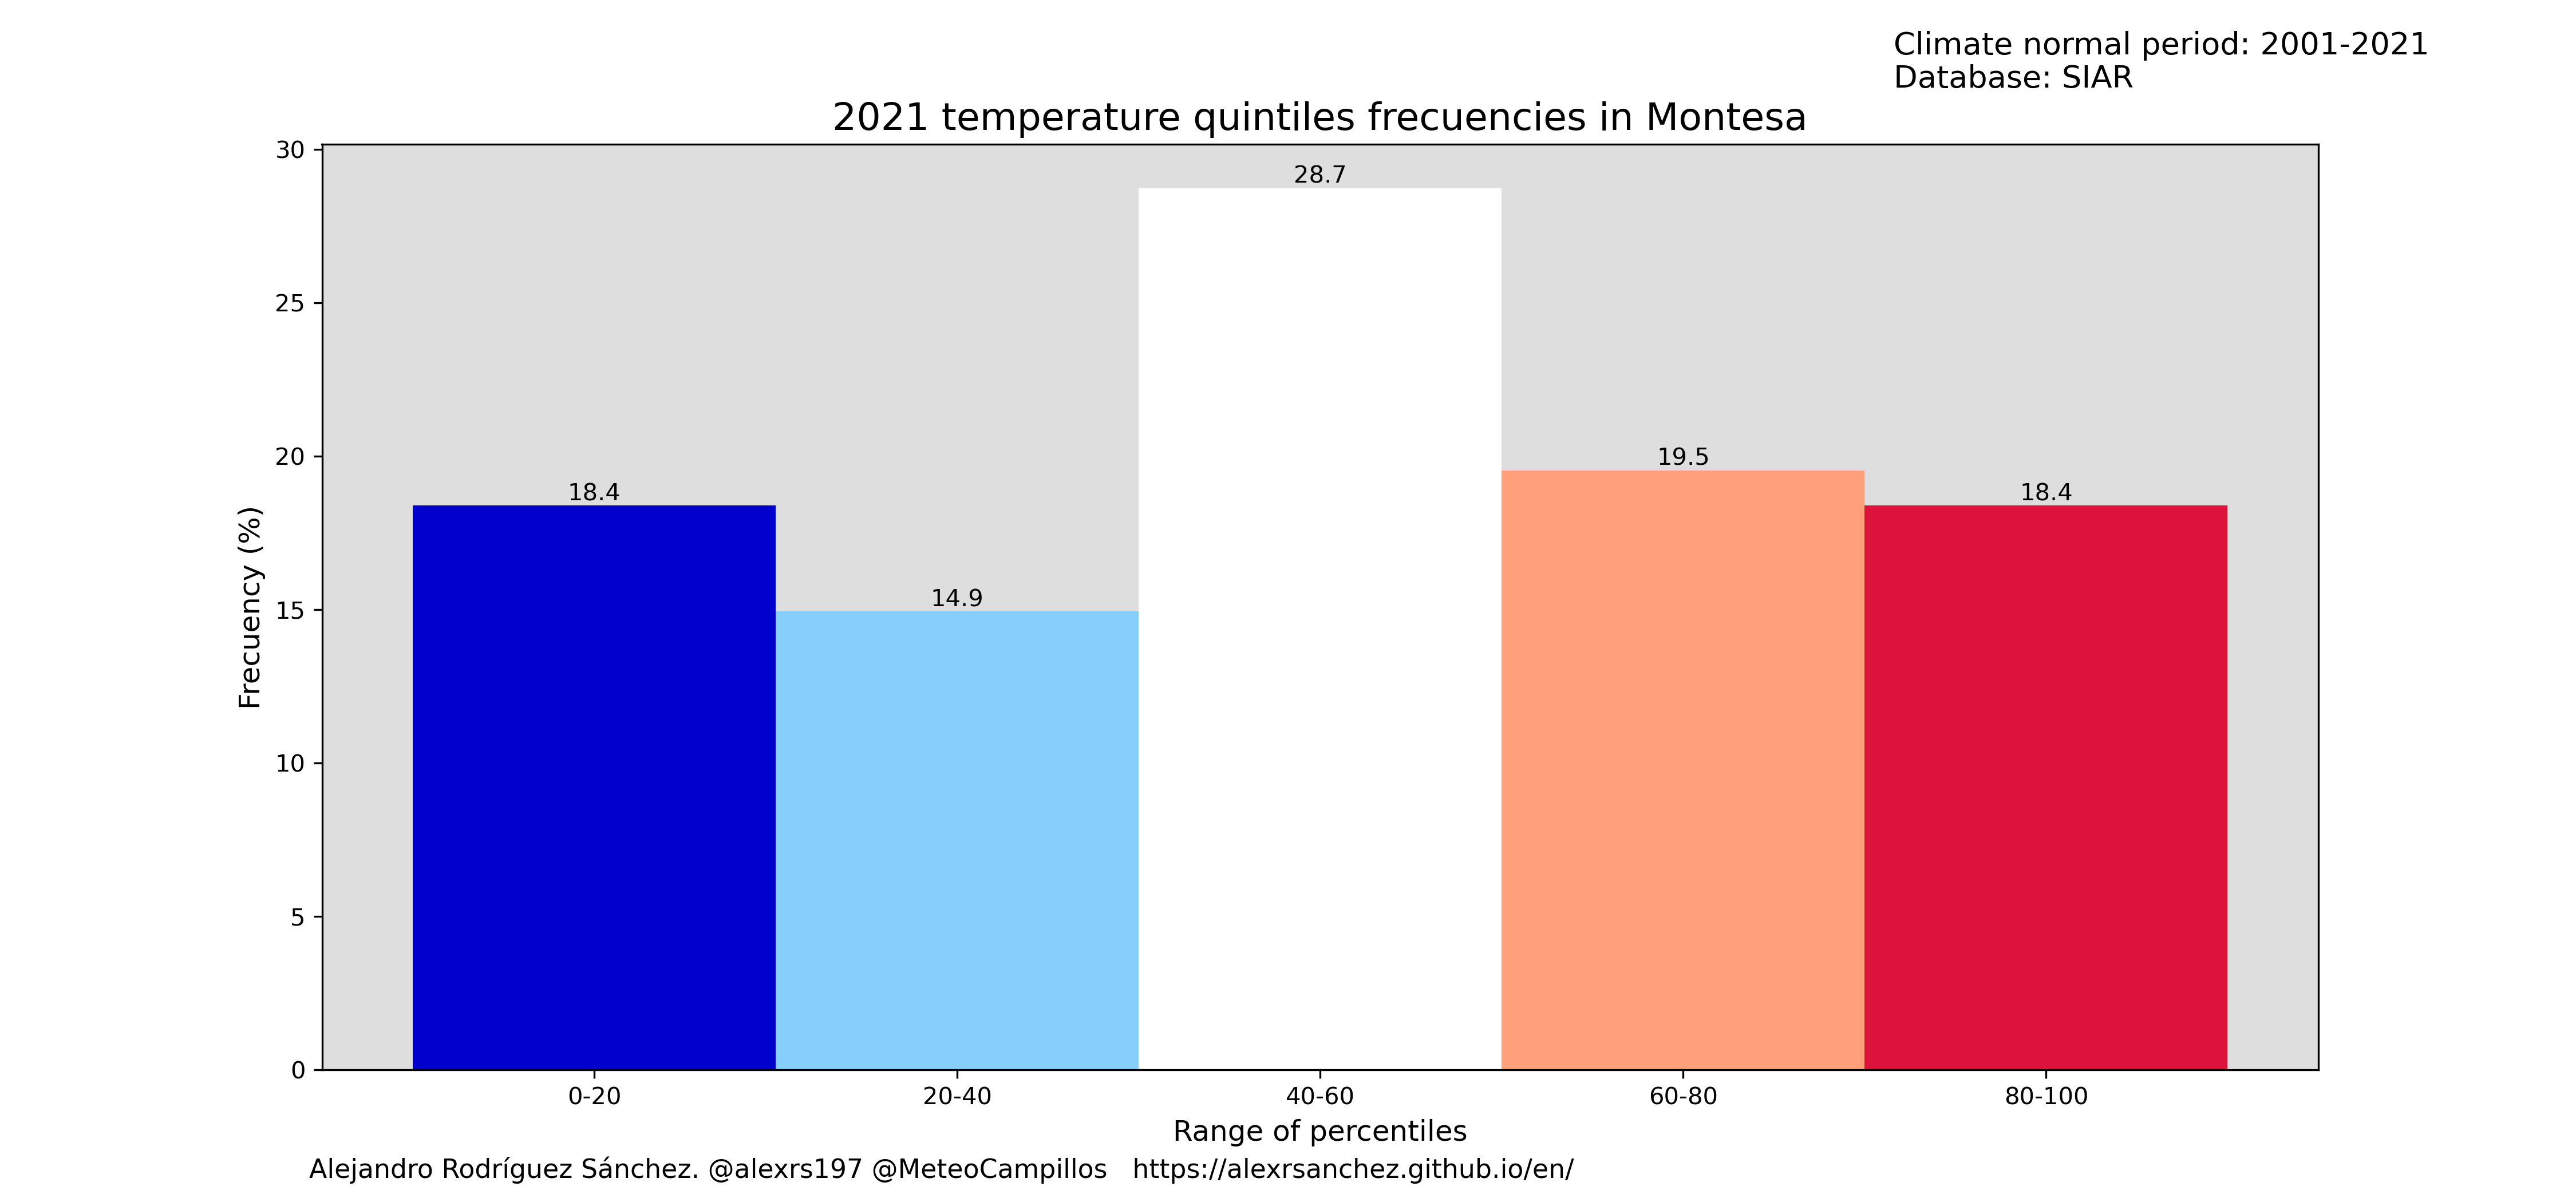 Climate normal period: 2001-2021
Database: SIAR
2021 temperature quintiles frecuencies in Montesa
30
25
20
15
10
5
0
Frecuency (%)
18.4
14.9
28.7
19.5
18.4
0-20
20-40
40-60
60-80
80-100
Range of percentiles
Alejandro Rodríguez Sánchez. @alexrs197 @MeteoCampillos   https://alexrsanchez.github.io/en/